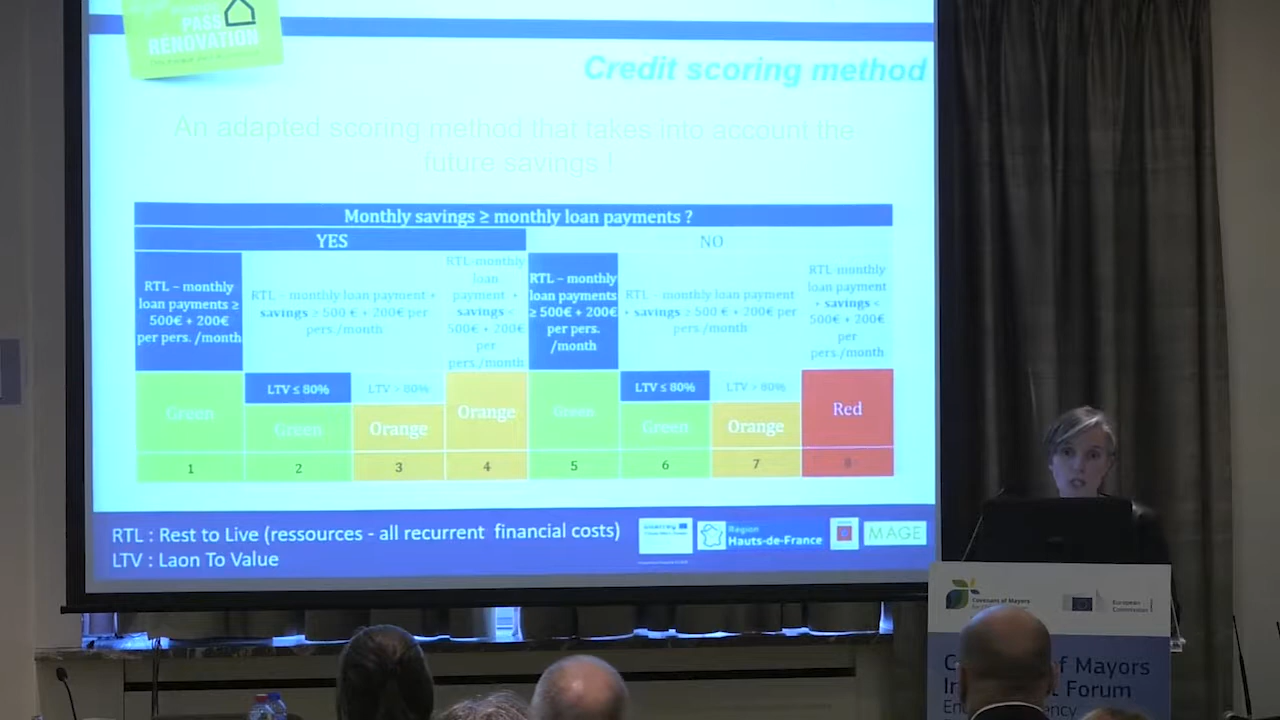 PASS
RÉNOVATION
Credit scoring method
An adapted scoring method that takes into account the
future savings !
Monthly savings ≥ monthly loan payments ?
YES
NO
RTL – monthly
loan payments ≥
500€ + 200€
per pers. /month
RTL – monthly loan payment +
savings ≥ 500 € + 200€ per
pers./month
RTL-monthly
loan
payment +
savings <
500€ + 200€
per
pers./month
RTL – monthly
loan payments
≥ 500€ + 200€
per pers.
/month
RTL – monthly loan payment
+ savings ≥ 500 € + 200€ per
pers./month
RTL-monthly
loan payment
+ savings <
500€ + 200€
per
pers./month
LTV ≤ 80%
LTV > 80%
LTV ≤ 80%
LTV > 80%
Green
Green
Orange
Orange
Green
Green
Orange
Red
1
2
3
4
5
6
7
8
RTL : Rest to Live (ressources - all recurrent financial costs)
LTV : Laon To Value
Interreg
Région
Hauts-de-France
MAGE
Covenant of Mayors
European
Commission
of Mayors
Forum